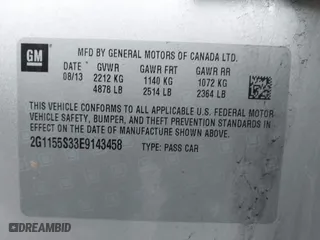 GM
MFD BY GENERAL MOTORS OF CANADA LTD.
DATE GVWR GAWR FRT GAWR RR
08/13 2212 KG 1140 KG 1072 KG
4878 LB 2514 LB 2364 LB
THIS VEHICLE CONFORMS TO ALL APPLICABLE U.S. FEDERAL MOTOR
VEHICLE SAFETY, BUMPER, AND THEFT PREVENTION STANDARDS IN
EFFECT ON THE DATE OF MANUFACTURE SHOWN ABOVE.
2G1155S33E9143458 TYPE: PASS CAR